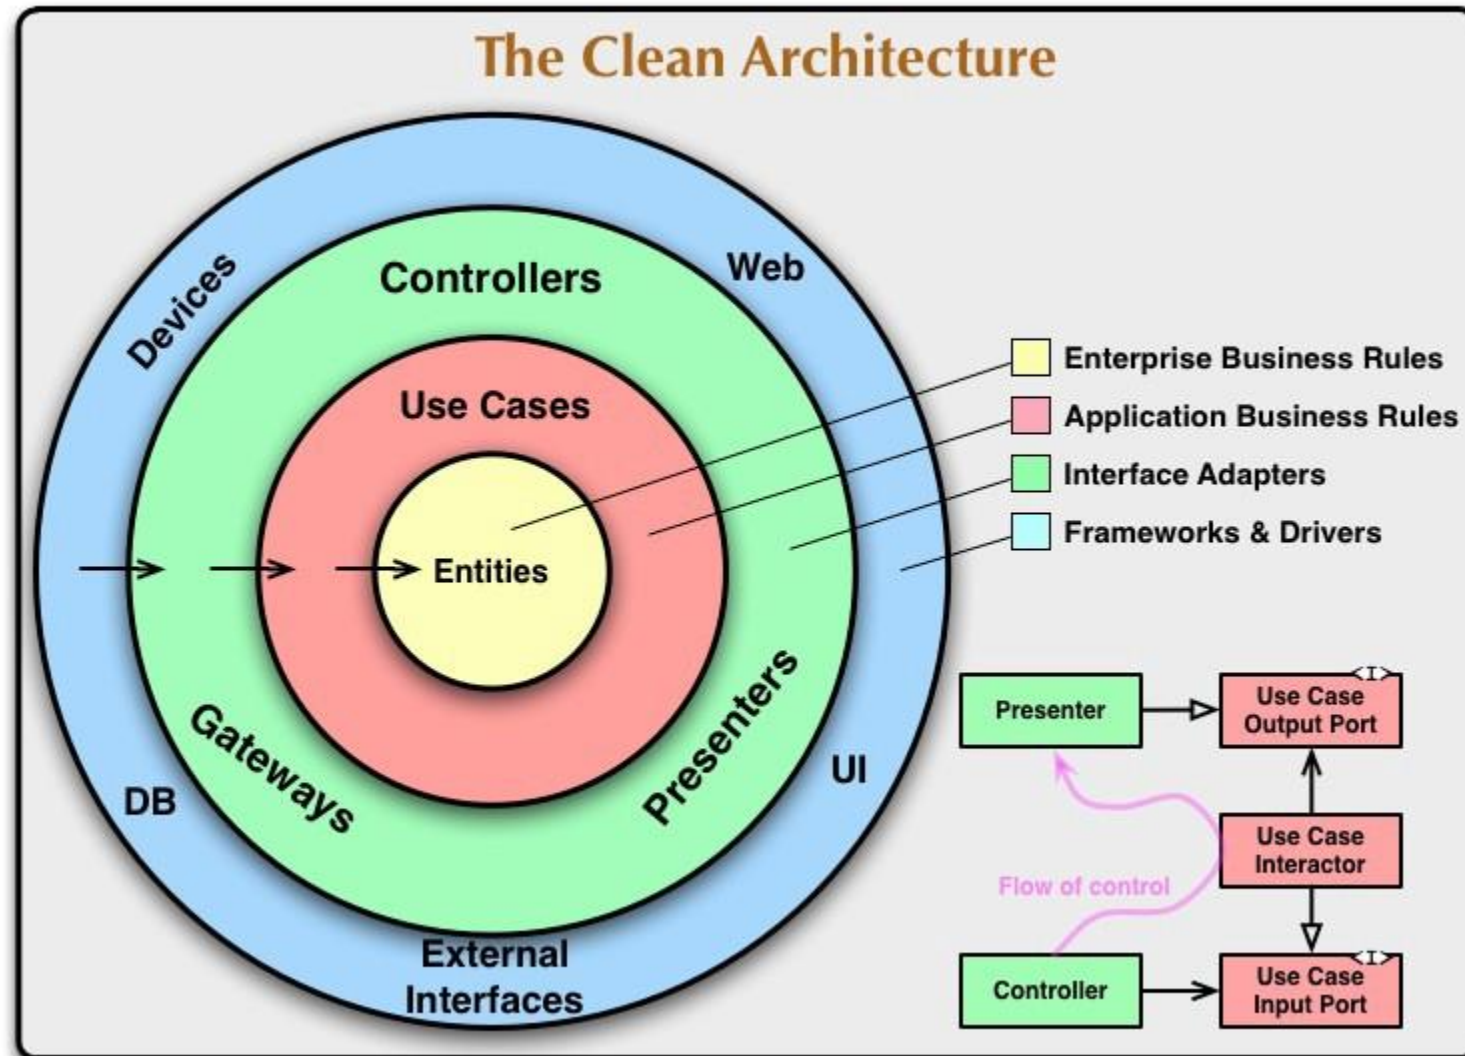 The Clean Architecture
Devices
Web
Controllers
Use Cases
Entities
Gateways
Presenters
DB
UI
External
Interfaces
Enterprise Business Rules
Application Business Rules
Interface Adapters
Frameworks & Drivers
Presenter
<I>
Use Case
Output Port
Use Case
Interactor
Flow of control
Controller
<I>
Use Case
Input Port